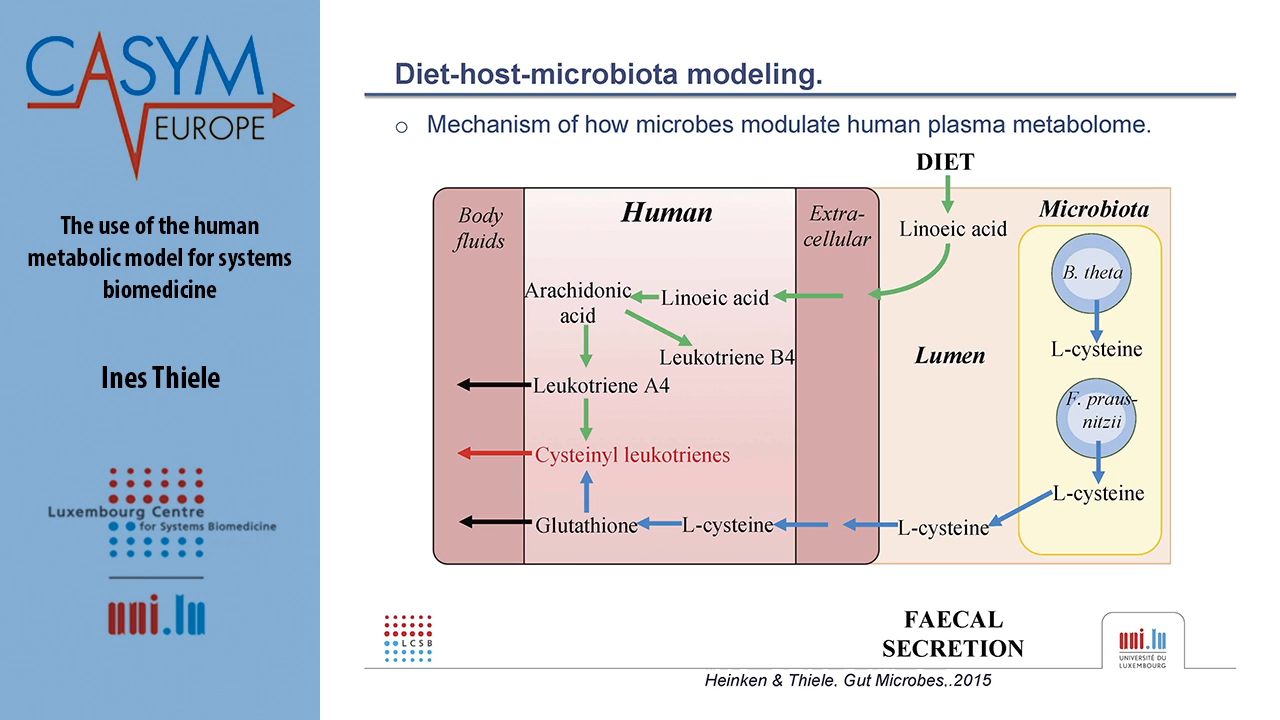 CASYM
EUROPE
The use of the human
metabolic model for systems
biomedicine
Ines Thiele
Luxembourg Centre
for Systems Biomedicine
uni.lu
Diet-host-microbiota modeling.
o Mechanism of how microbes modulate human plasma metabolome.
DIET
Body
fluids
Human
Extra-
cellular
Linoeic acid
Microbiota
B. theta
Arachidonic
acid
Linoeic acid
Leukotriene B4
Lumen
L-cysteine
Leukotriene A4
F. praus-
nitzii
Cysteinyl leukotrienes
L-cysteine
Glutathione
L-cysteine
L-cysteine
FAECAL
SECRETION
LCSB
uni.lu
UNIVERSITÉ DU
LUXEMBOURG
Heinken & Thiele, Gut Microbes,.2015